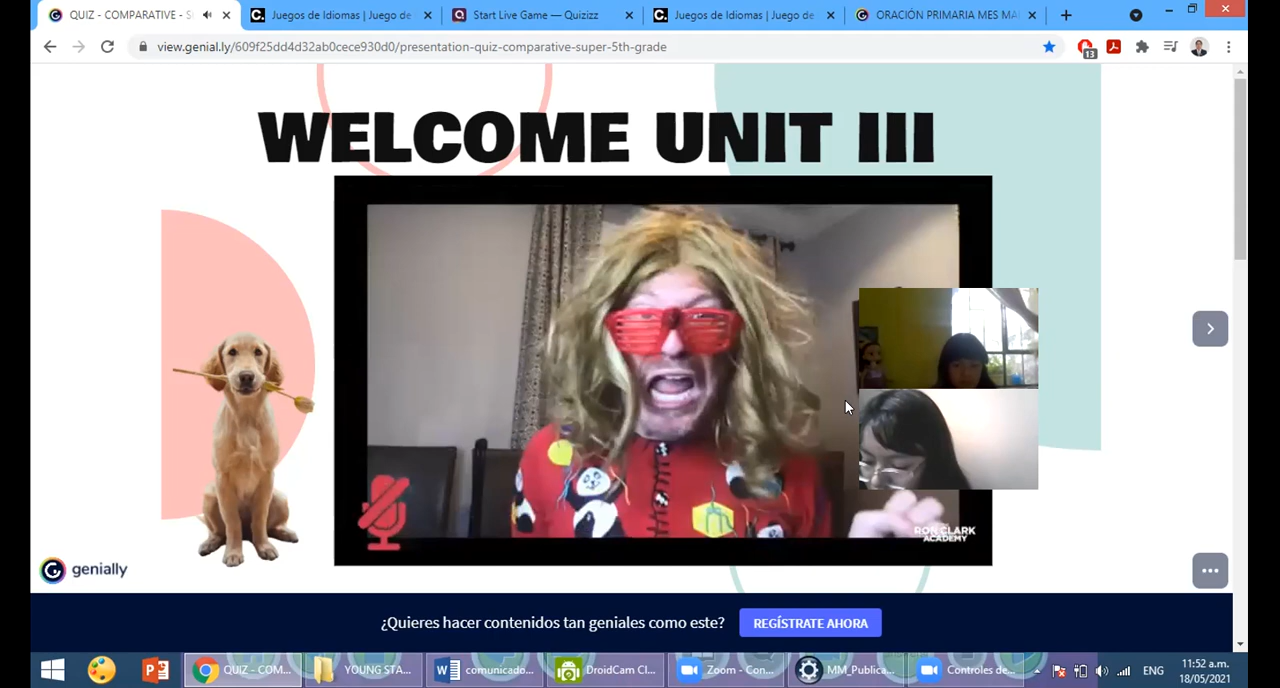 QUIZ - COMPARATIVE - S
Juegos de Idiomas | Juego de
Start Live Game — Quizizz
Juegos de Idiomas | Juego de
ORACIÓN PRIMARIA MES MA
view.genial.ly/609f25dd4d32ab0cece930d0/presentation-quiz-comparative-super-5th-grade
13
WELCOME UNIT III
RON CLARK
ACADEMY
genially
¿Quieres hacer contenidos tan geniales como este?
REGÍSTRATE AHORA
QUIZ - COM...
YOUNG STA...
comunicado...
DroidCam Cl...
Zoom - Con...
MM_Publica...
Controles de...
ENG
11:52 a.m.
18/05/2021